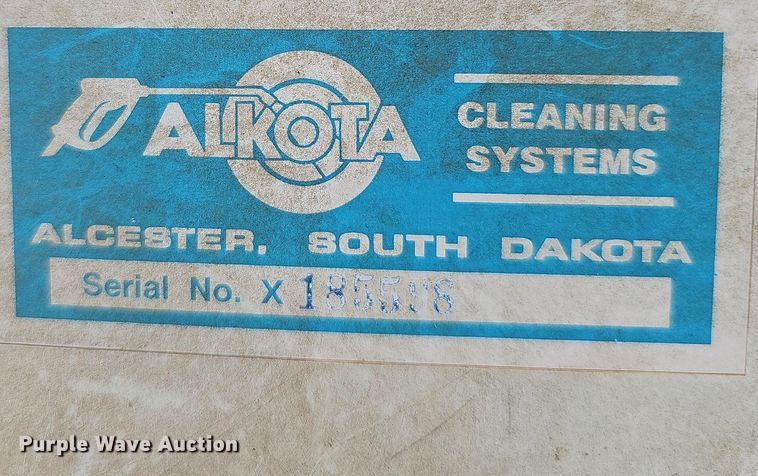 ALKOTA
CLEANING
SYSTEMS
ALCESTER, SOUTH DAKOTA
Serial No. X
Purple Wave Auction